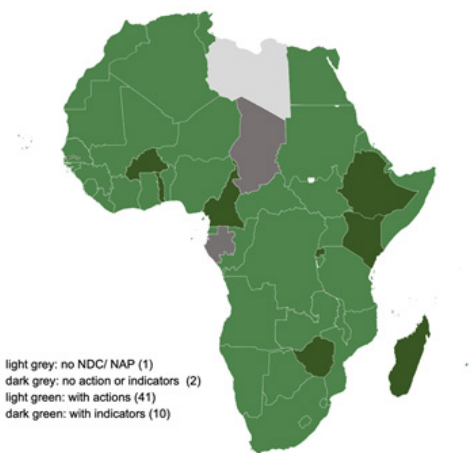 light grey: no NDC/ NAP (1)
dark grey: no action or indicators (2)
light green: with actions (41)
dark green: with indicators (10)